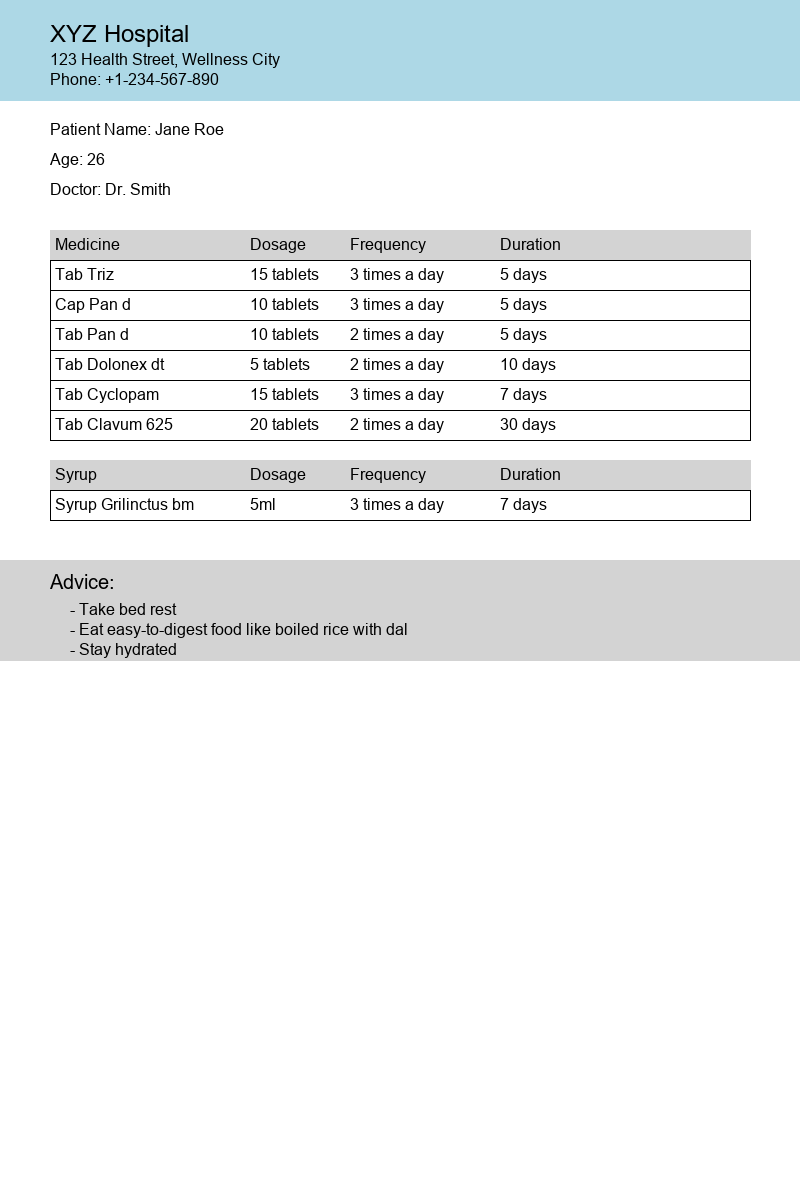 XYZ Hospital
123 Health Street, Wellness City
Phone: +1-234-567-890
Patient Name: Jane Roe
Age: 26
Doctor: Dr. Smith
Medicine Dosage Frequency Duration
Tab Triz 15 tablets 3 times a day 5 days
Cap Pan d 10 tablets 3 times a day 5 days
Tab Pan d 10 tablets 2 times a day 5 days
Tab Dolonex dt 5 tablets 2 times a day 10 days
Tab Cyclopam 15 tablets 3 times a day 7 days
Tab Clavum 625 20 tablets 2 times a day 30 days
Syrup Dosage Frequency Duration
Syrup Grilinctus bm 5ml 3 times a day 7 days
Advice:
- Take bed rest
- Eat easy-to-digest food like boiled rice with dal
- Stay hydrated